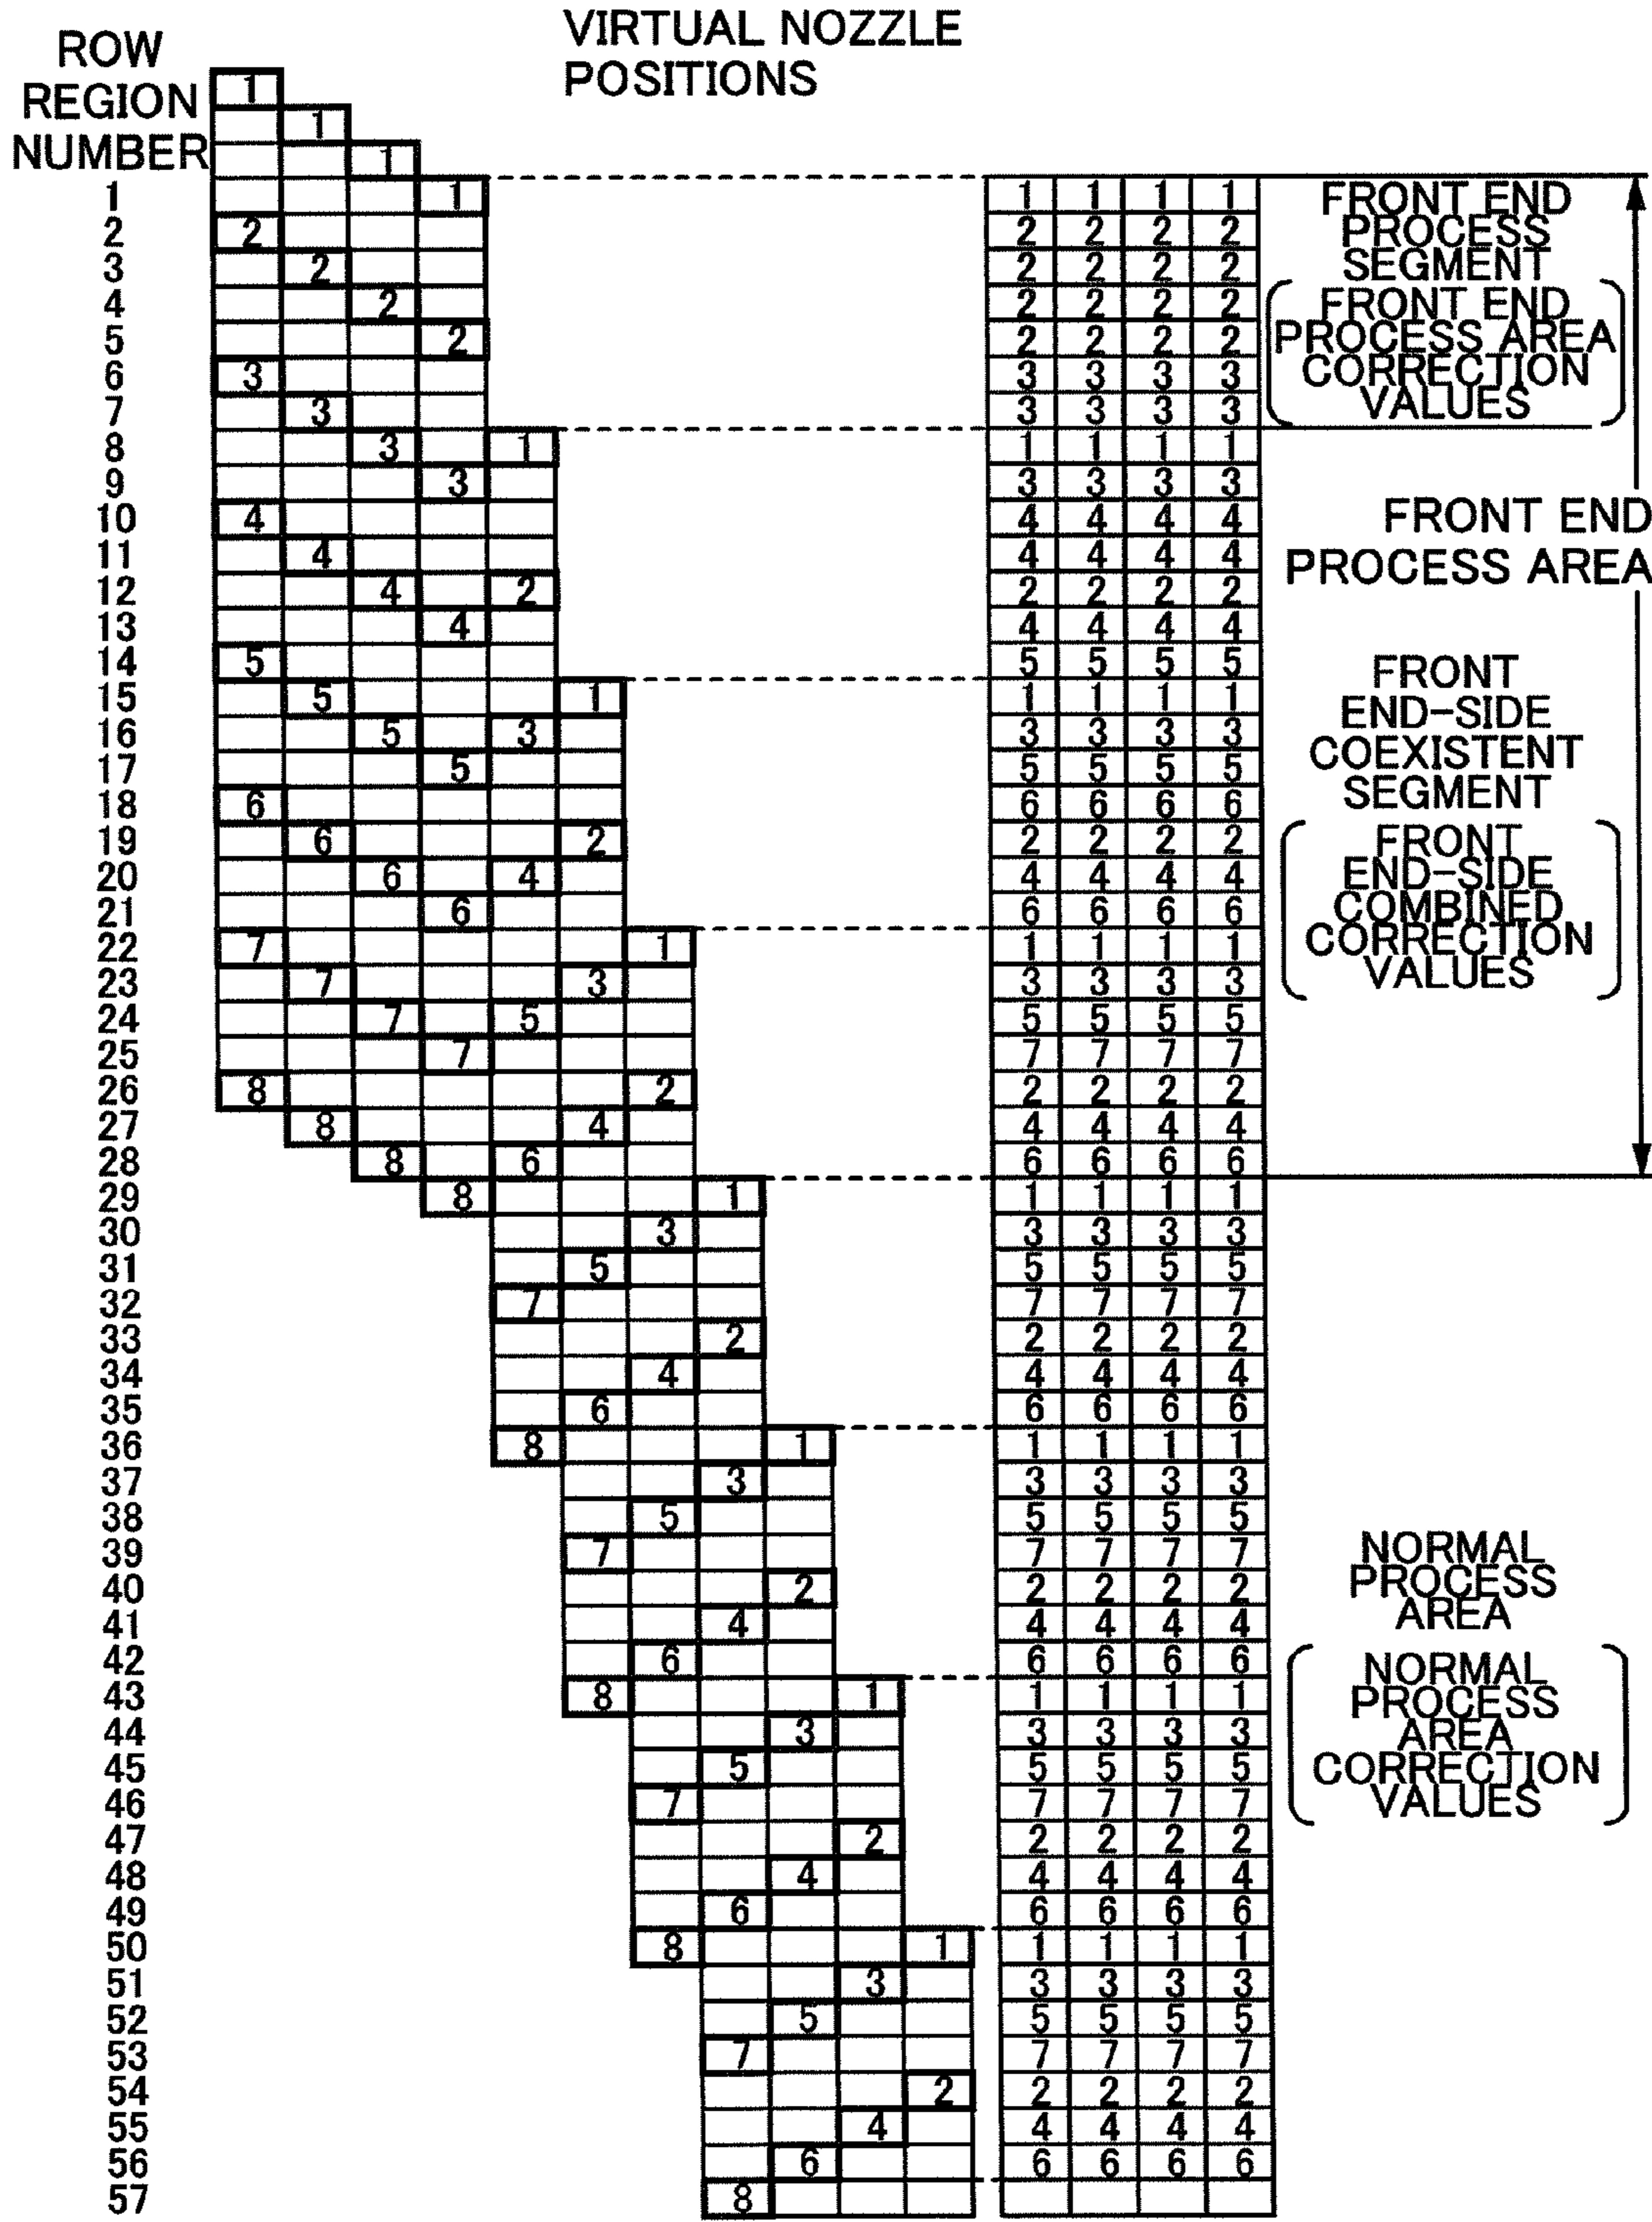 VIRTUAL NOZZLE
POSITIONS
ROW
REGION
NUMBER
1
1
1
1 1 1 1 1 1
2 2 2 2 2 2
3 2 2 2 2 2
4 2 2 2 2 2
5 2 2 2 2 2
6 3 3 3 3 3
7 3 3 3 3 3
8 3 1 1 1 1 1
9 3 3 3 3 3
10 4 4 4 4 4
11 4 4 4 4 4
12 4 2 2 2 2 2
13 4 4 4 4 4
14 5 5 5 5 5
15 5 1 1 1 1 1
16 5 3 3 3 3 3
17 5 5 5 5 5
18 6 6 6 6 6
19 6 2 2 2 2 2
20 6 4 4 4 4 4
21 6 6 6 6 6
22 7 1 1 1 1 1
23 7 3 3 3 3 3
24 7 5 5 5 5 5
25 7 7 7 7 7
26 8 2 2 2 2 2
27 8 4 4 4 4 4
28 8 6 6 6 6 6
29 8 1 1 1 1 1
30 3 3 3 3 3
31 5 5 5 5 5
32 7 7 7 7 7
33 2 2 2 2 2
34 4 4 4 4 4
35 6 6 6 6 6
36 8 1 1 1 1 1
37 3 3 3 3 3
38 5 5 5 5 5
39 7 7 7 7 7
40 2 2 2 2 2
41 4 4 4 4 4
42 6 6 6 6 6
43 8 1 1 1 1 1
44 3 3 3 3 3
45 5 5 5 5 5
46 7 7 7 7 7
47 2 2 2 2 2
48 4 4 4 4 4
49 6 6 6 6 6
50 8 1 1 1 1 1
51 3 3 3 3 3
52 5 5 5 5 5
53 7 7 7 7 7
54 2 2 2 2 2
55 4 4 4 4 4
56 6 6 6 6 6
57 8
FRONT END
PROCESS
SEGMENT
FRONT END
PROCESS AREA
CORRECTION
VALUES
FRONT END
PROCESS AREA
FRONT
END-SIDE
COEXISTENT
SEGMENT
FRONT
END-SIDE
COMBINED
CORRECTION
VALUES
NORMAL
PROCESS
AREA
NORMAL
PROCESS
AREA
CORRECTION
VALUES